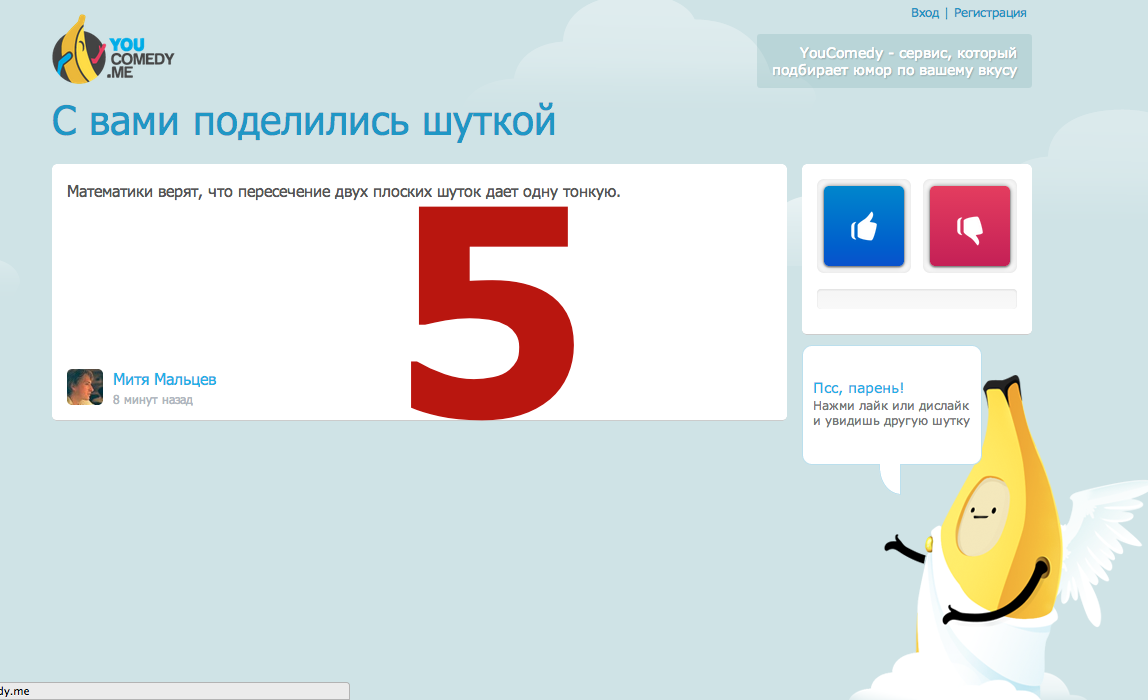 Вход | Регистрация
YOU
COMEDY
.ME
YouComedy - сервис, который
подбирает юмор по вашему вкусу
С вами поделились шуткой
Математики верят, что пересечение двух плоских шуток дает одну тонкую.
5
Митя Мальцев
8 минут назад
Псс, парень!
Нажми лайк или дислайк
и увидишь другую шутку
dy.me